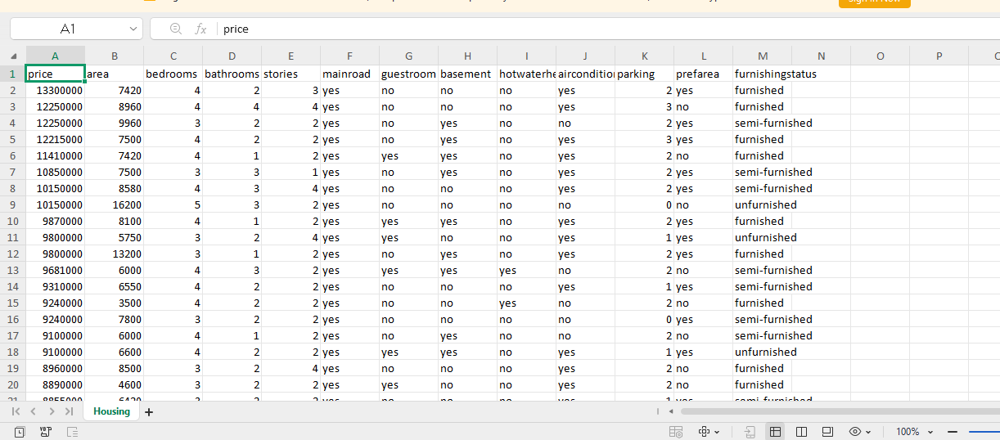 Sign in Now
A1 fx price
A B C D E F G H I J K L M N O P
1 price area bedrooms bathrooms stories mainroad guestroom basement hotwaterhe airconditio parking prefarea furnishingstatus
2 13300000 7420 4 2 3 yes no no no yes 2 yes furnished
3 12250000 8960 4 4 4 yes no no no yes 3 no furnished
4 12250000 9960 3 2 2 yes no yes no no 2 yes semi-furnished
5 12215000 7500 4 2 2 yes no yes no yes 3 yes furnished
6 11410000 7420 4 1 2 yes yes yes no yes 2 no furnished
7 10850000 7500 3 3 1 yes no yes no yes 2 yes semi-furnished
8 10150000 8580 4 3 4 yes no no no yes 2 yes semi-furnished
9 10150000 16200 5 3 2 yes no no no no 0 no unfurnished
10 9870000 8100 4 1 2 yes yes yes no yes 2 yes furnished
11 9800000 5750 3 2 4 yes yes no no yes 1 yes unfurnished
12 9800000 13200 3 1 2 yes no yes no yes 2 yes furnished
13 9681000 6000 4 3 2 yes yes yes yes no 2 no semi-furnished
14 9310000 6550 4 2 2 yes no no no yes 1 yes semi-furnished
15 9240000 3500 4 2 2 yes no no yes no 2 no furnished
16 9240000 7800 3 2 2 yes no no no no 0 yes semi-furnished
17 9100000 6000 4 1 2 yes no yes no no 2 no semi-furnished
18 9100000 6600 4 2 2 yes yes yes no yes 1 yes unfurnished
19 8960000 8500 3 2 4 yes no no no yes 2 no furnished
20 8890000 4600 3 2 2 yes yes no no yes 2 no furnished
Housing
100%